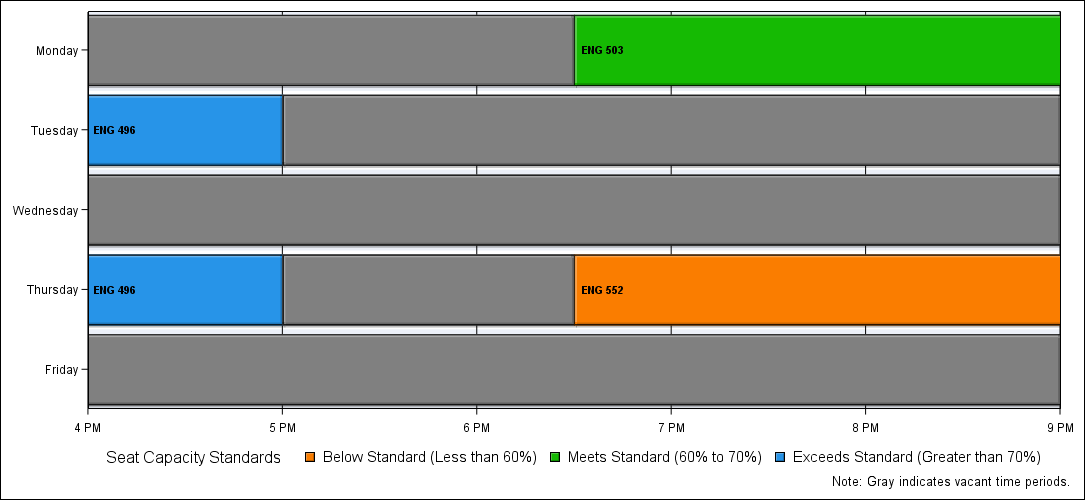 Monday
ENG 503
Tuesday
ENG 496
Wednesday
Thursday
ENG 496
ENG 552
Friday
4 PM 5 PM 6 PM 7 PM 8 PM 9 PM
Seat Capacity Standards Below Standard (Less than 60%) Meets Standard (60% to 70%) Exceeds Standard (Greater than 70%)
Note: Gray indicates vacant time periods.